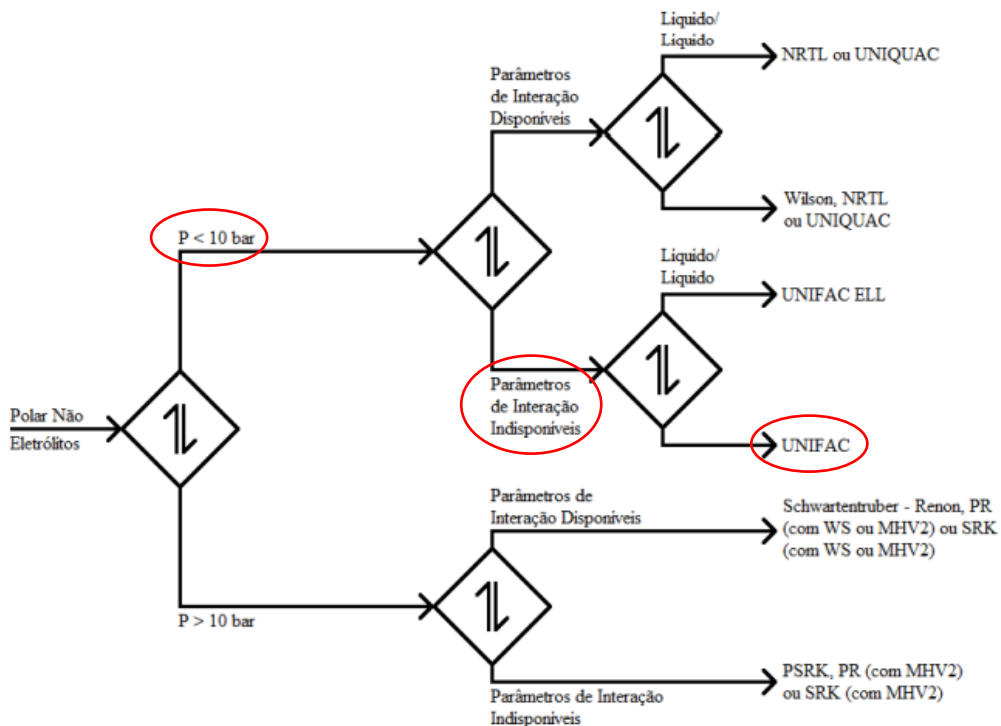 Líquido/
Líquido
NRTL ou UNIQUAC
Parâmetros
de Interação
Disponíveis
Wilson, NRTL
ou UNIQUAC
P < 10 bar
Líquido/
Líquido
UNIFAC ELL
Parâmetros
de Interação
Indisponíveis
Polar Não
Eletrólitos
UNIFAC
Parâmetros de
Interação Disponíveis
Schwartentruber - Renon, PR
(com WS ou MHV2) ou SRK
(com WS ou MHV2)
P > 10 bar
PSRK, PR (com MHV2)
ou SRK (com MHV2)
Parâmetros de Interação
Indisponíveis